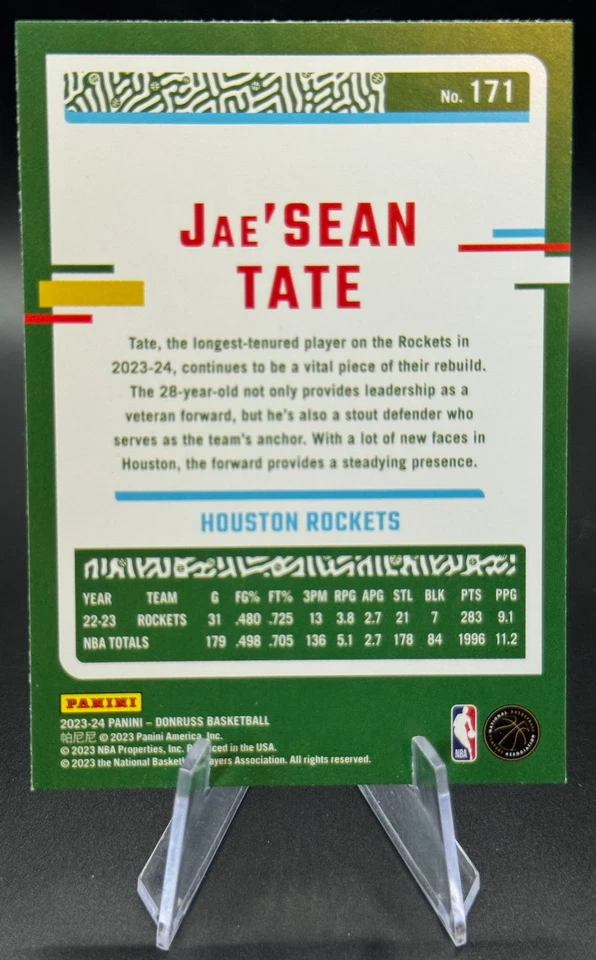 No. 171
JAE'SEAN
TATE
Tate, the longest-tenured player on the Rockets in
2023-24, continues to be a vital piece of their rebuild.
The 28-year-old not only provides leadership as a
veteran forward, but he's also a stout defender who
serves as the team's anchor. With a lot of new faces in
Houston, the forward provides a steadying presence.
HOUSTON ROCKETS
YEAR TEAM G FG% FT% 3PM RPG APG STL BLK PTS PPG
22-23 ROCKETS 31 .480 .725 13 3.8 2.7 21 7 283 9.1
NBA TOTALS 179 .498 .705 136 5.1 2.7 178 84 1996 11.2
PANINI
2023-24 PANINI – DONRUSS BASKETBALL
帕尼尼 © 2023 Panini America, Inc.
© 2023 NBA Properties, Inc. in the USA.
© 2023 the National Association. All rights reserved.
NBA
NATIONAL BASKETBALL
ASSOCIATION